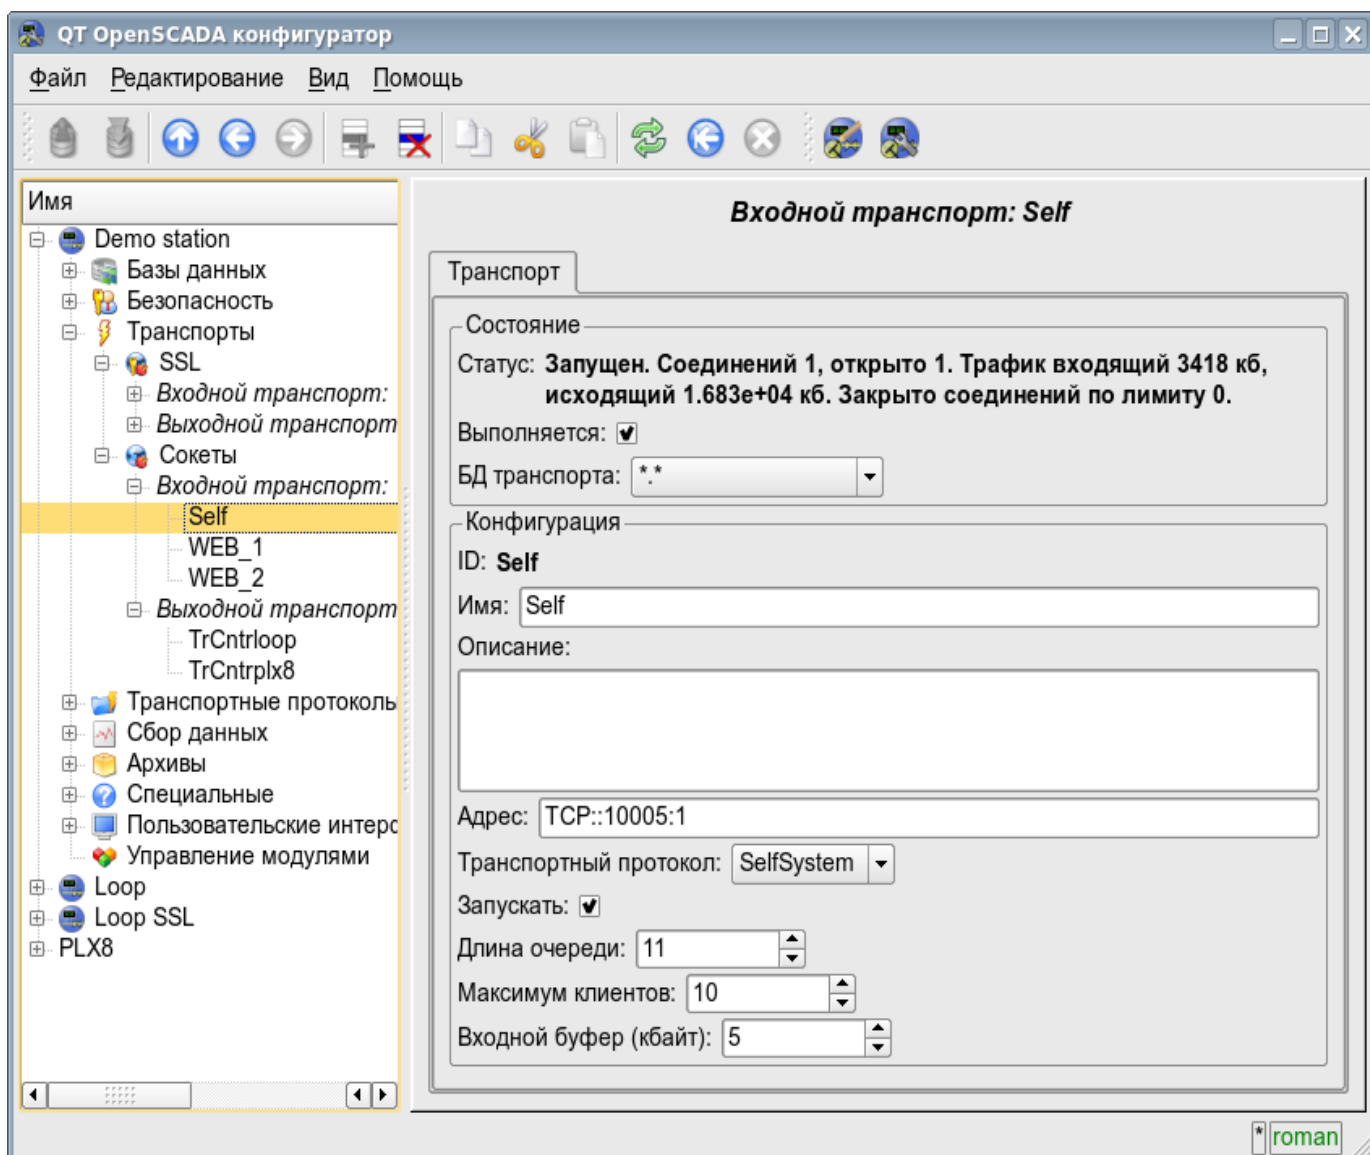 QT OpenSCADA конфигуратор
Файл Редактирование Вид Помощь
Имя
Demo station
Базы данных
Безопасность
Транспорты
SSL
Входной транспорт:
Выходной транспорт
Сокеты
Входной транспорт:
Self
WEB_1
WEB_2
Выходной транспорт
TrCntrloop
TrCntrplx8
Транспортные протоколь
Сбор данных
Архивы
Специальные
Пользовательские интерс
Управление модулями
Loop
Loop SSL
PLX8
Входной транспорт: Self
Транспорт
Состояние
Статус: Запущен. Соединений 1, открыто 1. Трафик входящий 3418 кб,
исходящий 1.683e+04 кб. Закрыто соединений по лимиту 0.
Выполняется:
БД транспорта: *.*
Конфигурация
ID: Self
Имя: Self
Описание:
Адрес: TCP::10005:1
Транспортный протокол: SelfSystem
Запускать:
Длина очереди: 11
Максимум клиентов: 10
Входной буфер (кбайт): 5
* roman